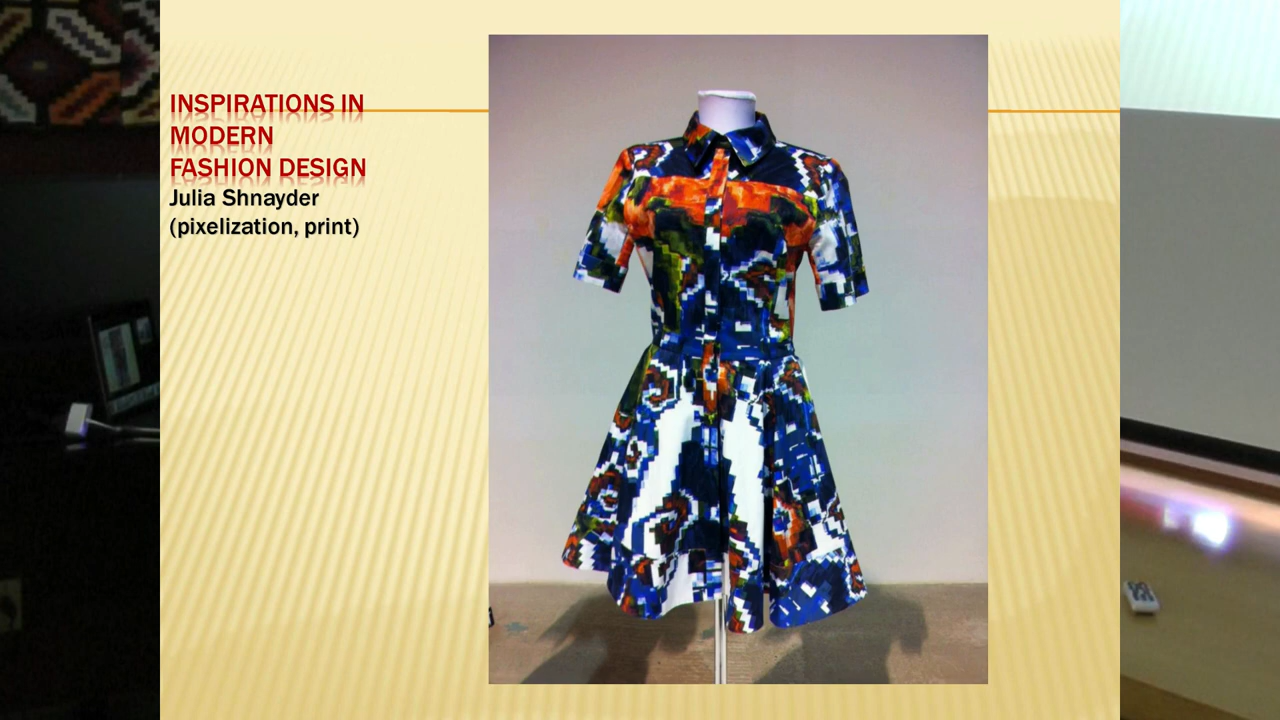 INSPIRATIONS IN
MODERN
FASHION DESIGN
Julia Shnayder
(pixelization, print)